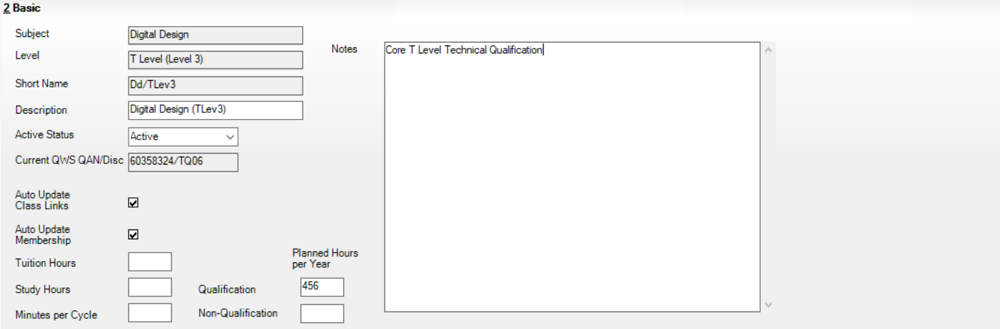 2 Basic
Subject
Digital Design
Level
T Level (Level 3)
Short Name
Dd/TLev3
Description
Digital Design (TLev3)
Active Status
Active
Current QWS QAN/Disc
60358324/TQ06
Auto Update
Class Links
Auto Update
Membership
Tuition Hours
Study Hours
Minutes per Cycle
Planned Hours
per Year
Qualification
456
Non-Qualification
Notes
Core T Level Technical Qualification